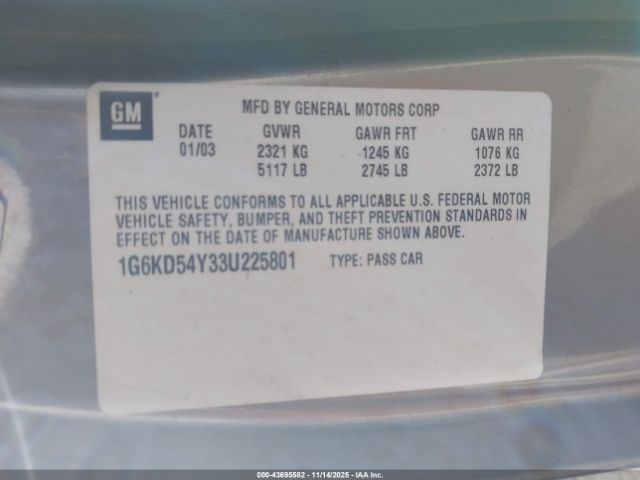 GM
MFD BY GENERAL MOTORS CORP
DATE GVWR GAWR FRT GAWR RR
01/03 2321 KG 1245 KG 1076 KG
5117 LB 2745 LB 2372 LB
THIS VEHICLE CONFORMS TO ALL APPLICABLE U.S. FEDERAL MOTOR
VEHICLE SAFETY, BUMPER, AND THEFT PREVENTION STANDARDS IN
EFFECT ON THE DATE OF MANUFACTURE SHOWN ABOVE.
1G6KD54Y33U225801 TYPE: PASS CAR
000-43695582 - 11/14/2025 - IAA Inc.